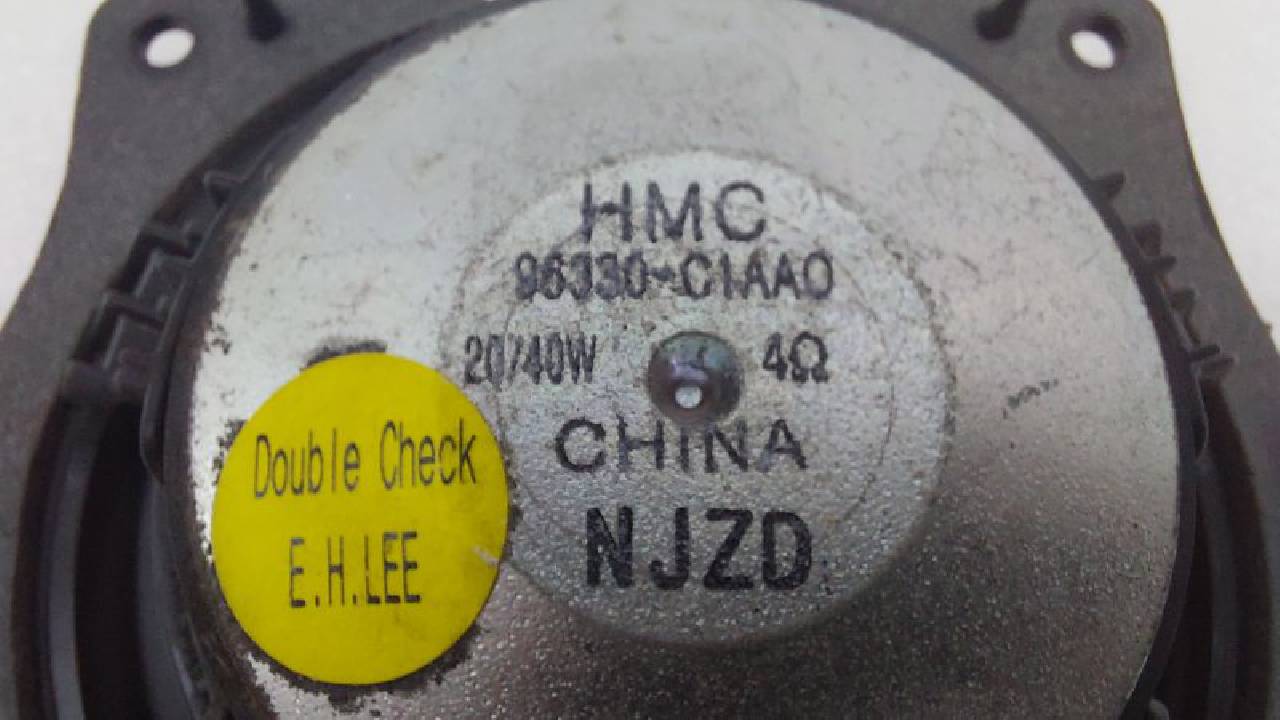 HMC
96330-C1AA0
20/40W 4Ω
CHINA
NJZD
Double Check
E.H.LEE